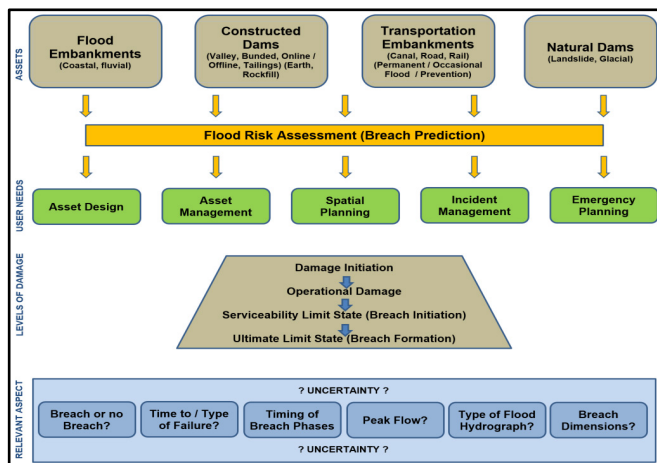 ASSETS
Flood
Embankments
(Coastal, fluvial)
Constructed
Dams
(Valley, Bunded, Online /
Offline, Tailings) (Earth,
Rockfill)
Transportation
Embankments
(Canal, Road, Rail)
(Permanent / Occasional
Flood / Prevention)
Natural Dams
(Landslide, Glacial)
Flood Risk Assessment (Breach Prediction)
USER NEEDS
Asset Design
Asset
Management
Spatial
Planning
Incident
Management
Emergency
Planning
LEVELS OF DAMAGE
Damage Initiation
Operational Damage
Serviceability Limit State (Breach Initiation)
Ultimate Limit State (Breach Formation)
RELEVANT ASPECT
? UNCERTAINTY ?
Breach or no
Breach?
Time to / Type
of Failure?
Timing of
Breach Phases
Peak Flow?
Type of Flood
Hydrograph?
Breach
Dimensions?
? UNCERTAINTY ?